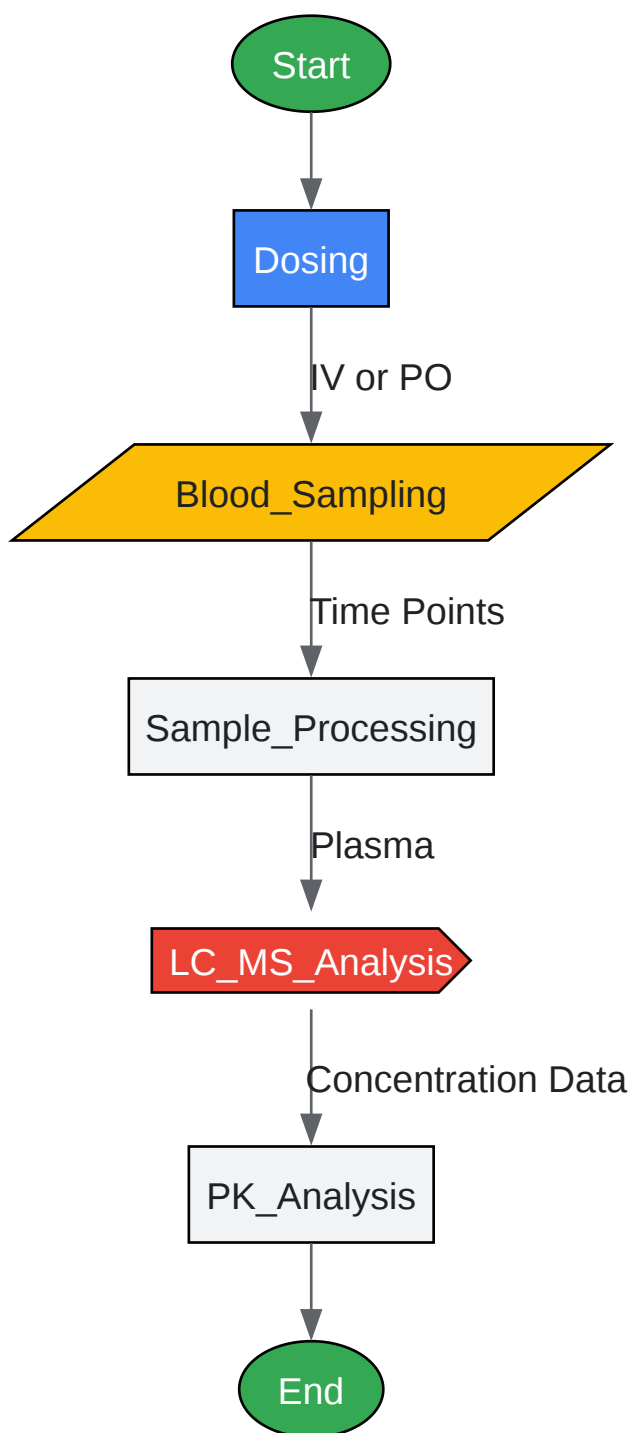 Start
Dosing
IV or PO
Blood_Sampling
Time Points
Sample_Processing
Plasma
LC_MS_Analysis
Concentration Data
PK_Analysis
End